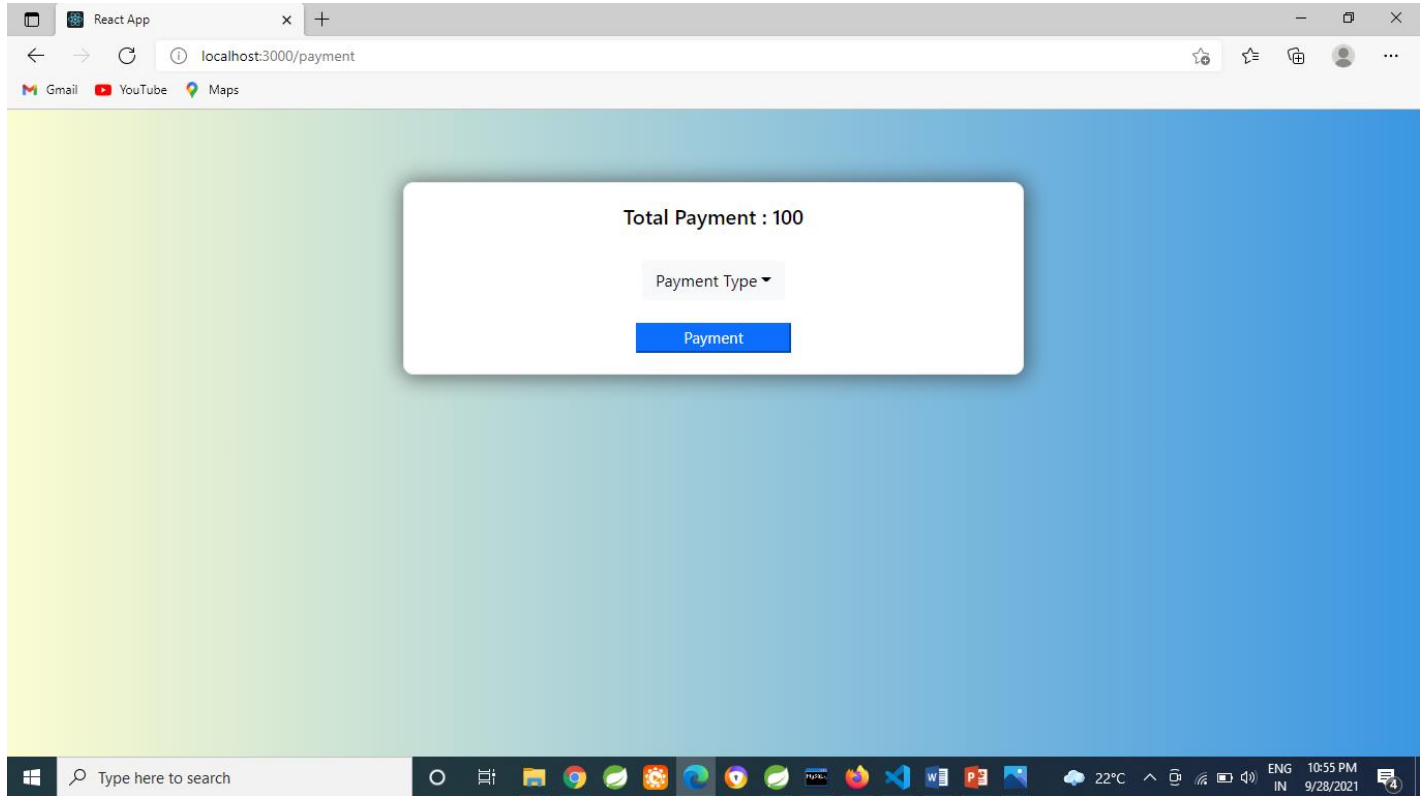 React App
localhost:3000/payment
Gmail YouTube Maps
Total Payment : 100
Payment Type
Payment
Type here to search
22°C
ENG 10:55 PM
IN 9/28/2021
4